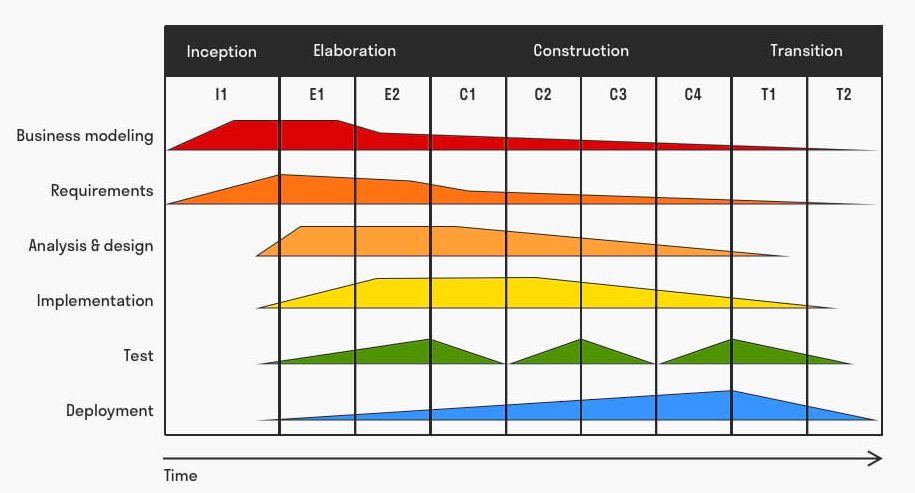 Inception Elaboration Construction Transition
I1 E1 E2 C1 C2 C3 C4 T1 T2
Business modeling
Requirements
Analysis & design
Implementation
Test
Deployment
Time